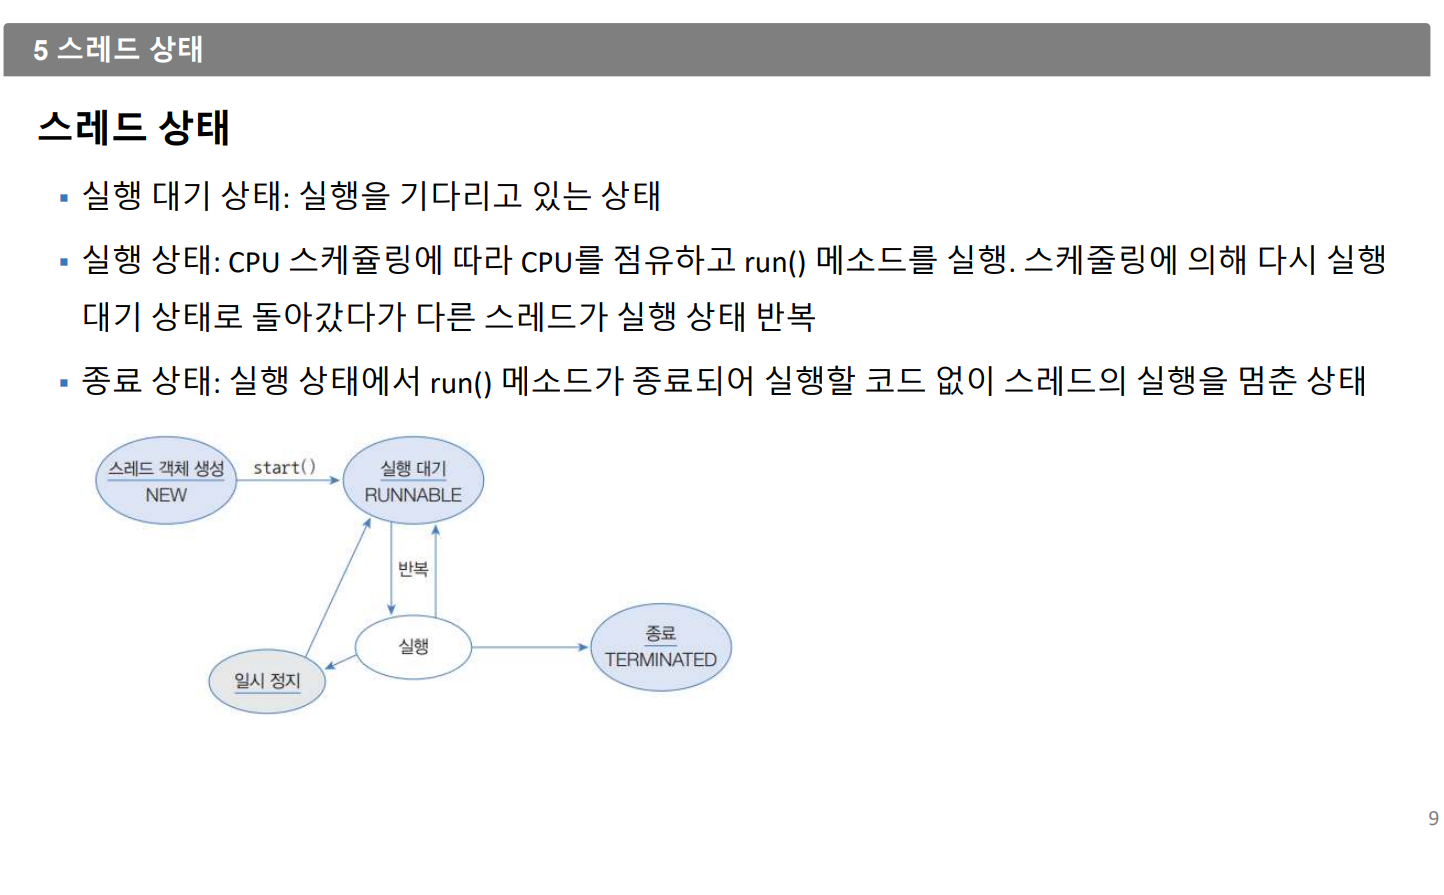 5 스레드 상태
스레드 상태
▪ 실행 대기 상태: 실행을 기다리고 있는 상태
▪ 실행 상태: CPU 스케쥴링에 따라 CPU를 점유하고 run() 메소드를 실행. 스케줄링에 의해 다시 실행
대기 상태로 돌아갔다가 다른 스레드가 실행 상태 반복
▪ 종료 상태: 실행 상태에서 run() 메소드가 종료되어 실행할 코드 없이 스레드의 실행을 멈춘 상태
스레드 객체 생성
NEW
start()
실행 대기
RUNNABLE
반복
실행
종료
TERMINATED
일시 정지
9